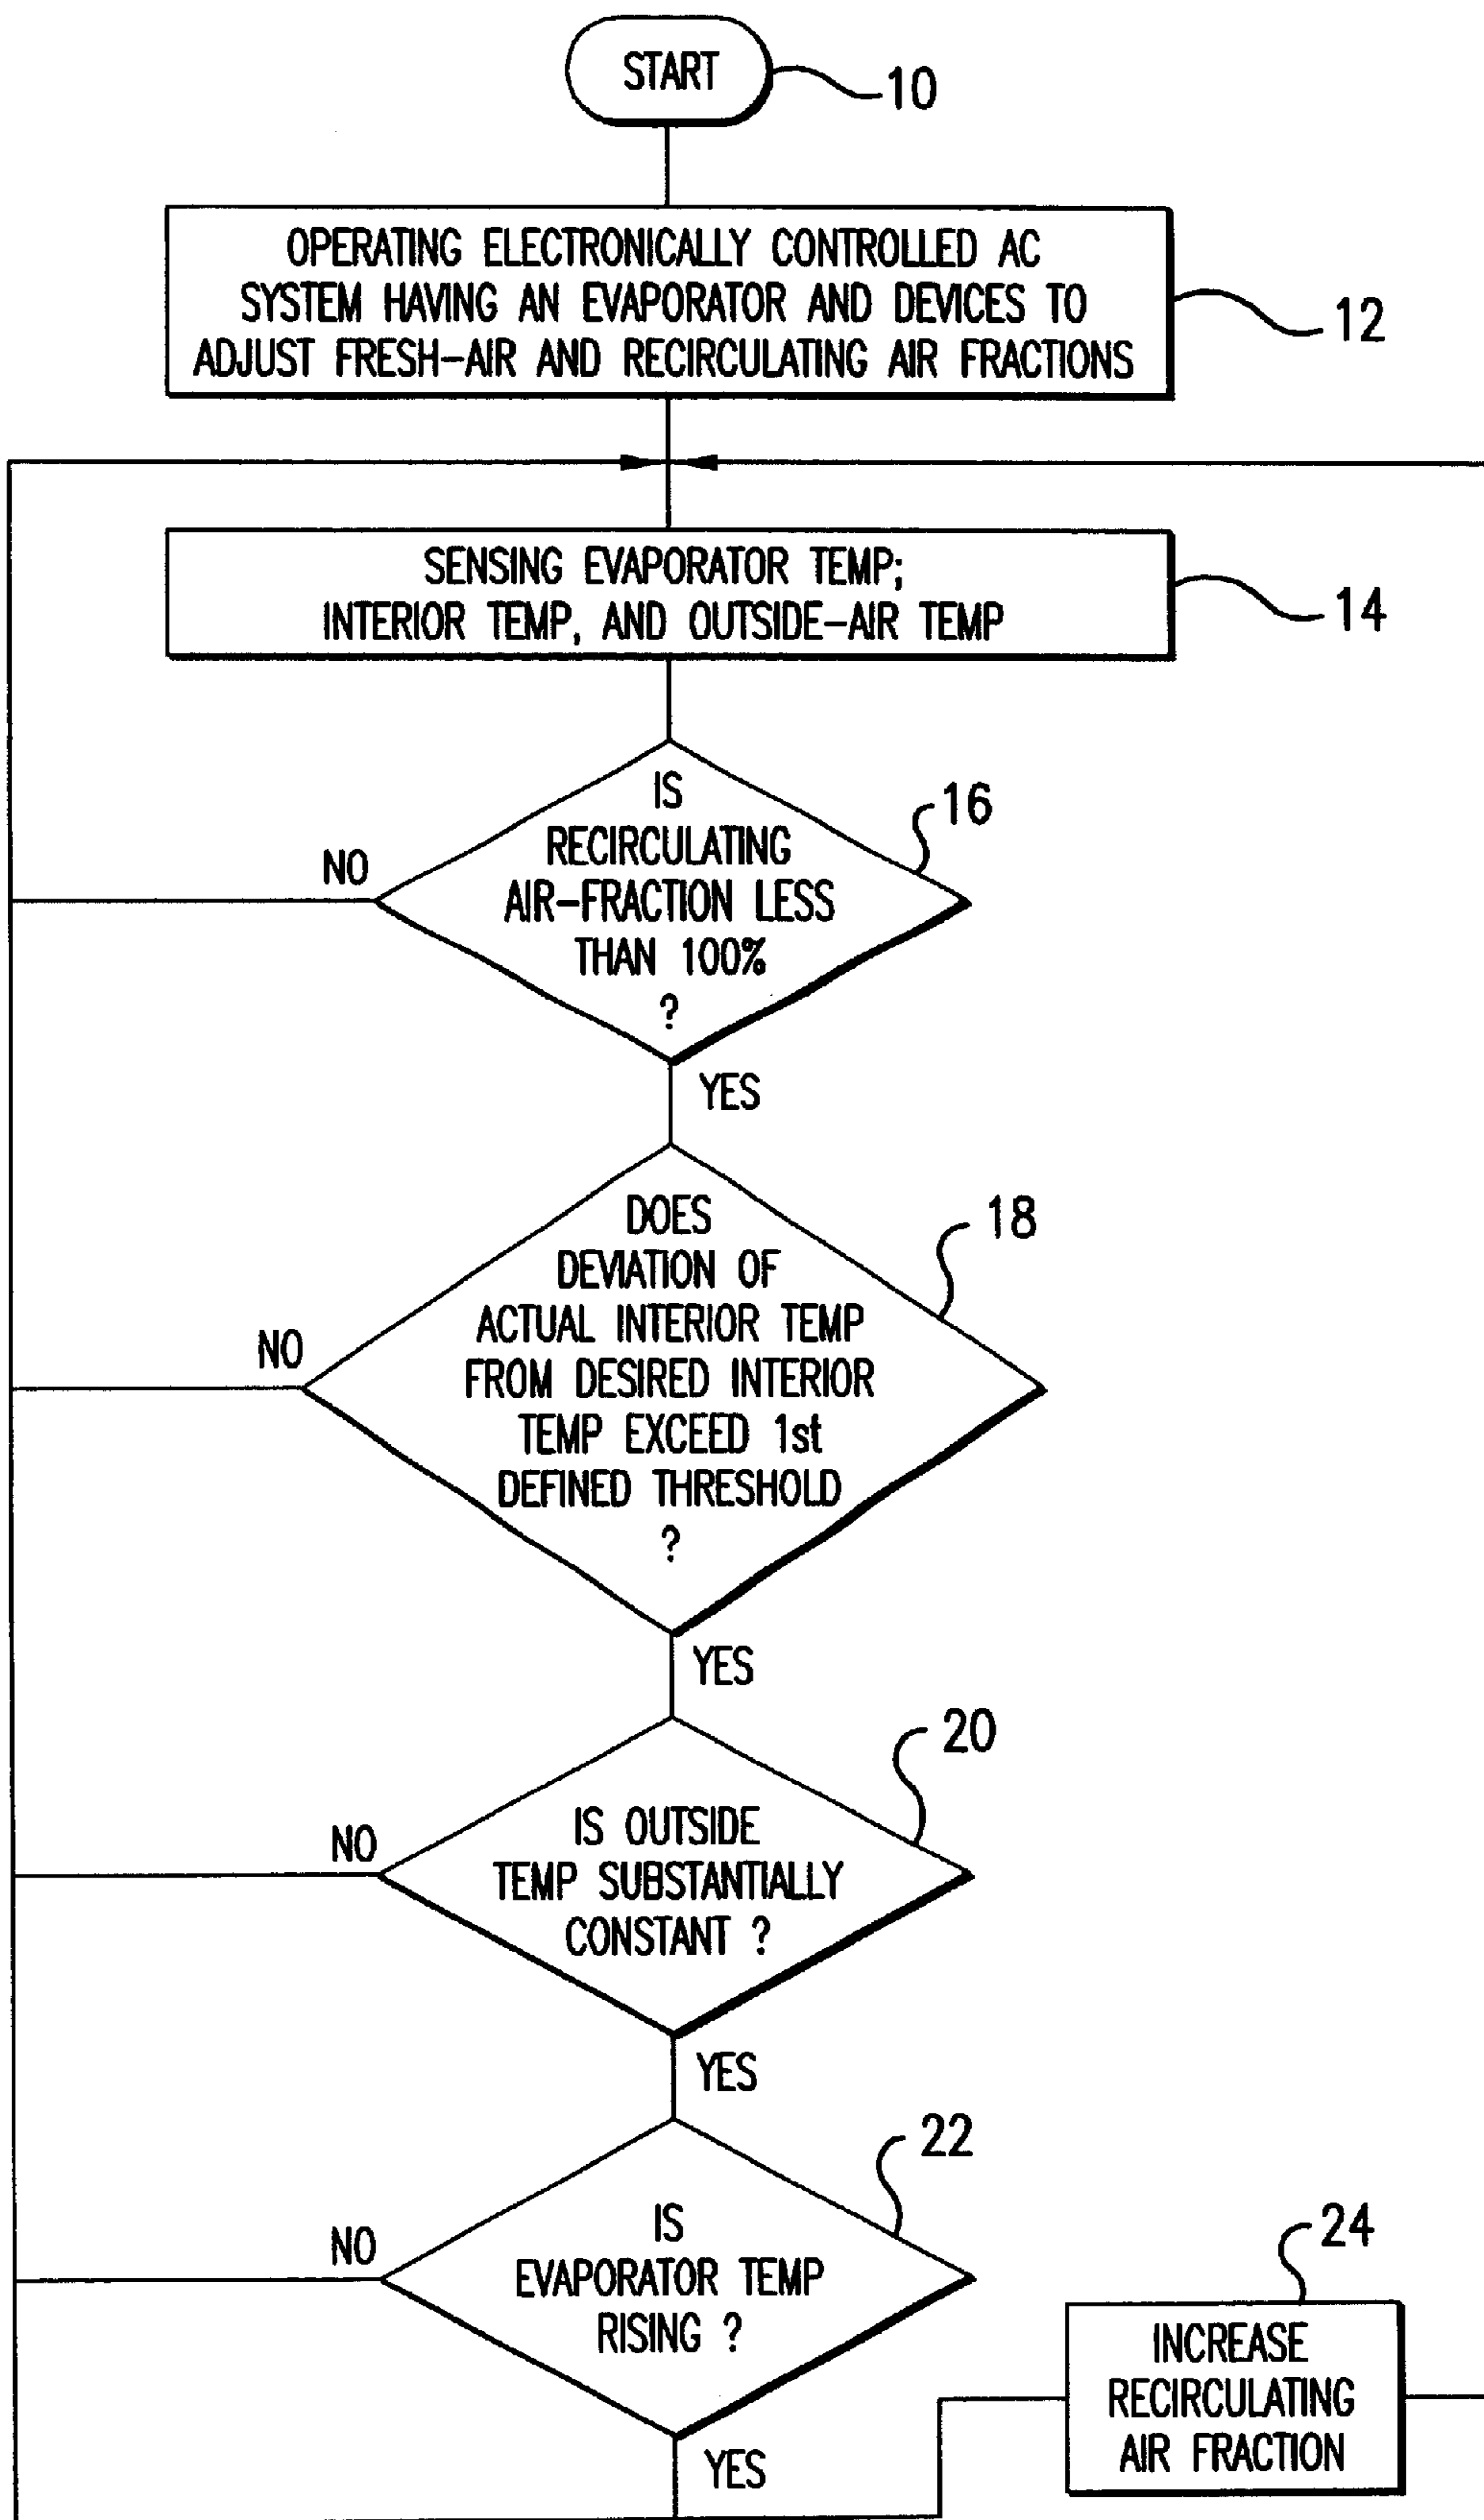 START
10
OPERATING ELECTRONICALLY CONTROLLED AC
SYSTEM HAVING AN EVAPORATOR AND DEVICES TO
ADJUST FRESH-AIR AND RECIRCULATING AIR FRACTIONS
12
SENSING EVAPORATOR TEMP;
INTERIOR TEMP, AND OUTSIDE-AIR TEMP
14
IS
RECIRCULATING
AIR-FRACTION LESS
THAN 100%
?
16
NO
YES
DOES
DEVIATION OF
ACTUAL INTERIOR TEMP
FROM DESIRED INTERIOR
TEMP EXCEED 1st
DEFINED THRESHOLD
?
18
NO
YES
IS OUTSIDE
TEMP SUBSTANTIALLY
CONSTANT ?
20
NO
YES
IS
EVAPORATOR TEMP
RISING ?
22
NO
YES
24
INCREASE
RECIRCULATING
AIR FRACTION